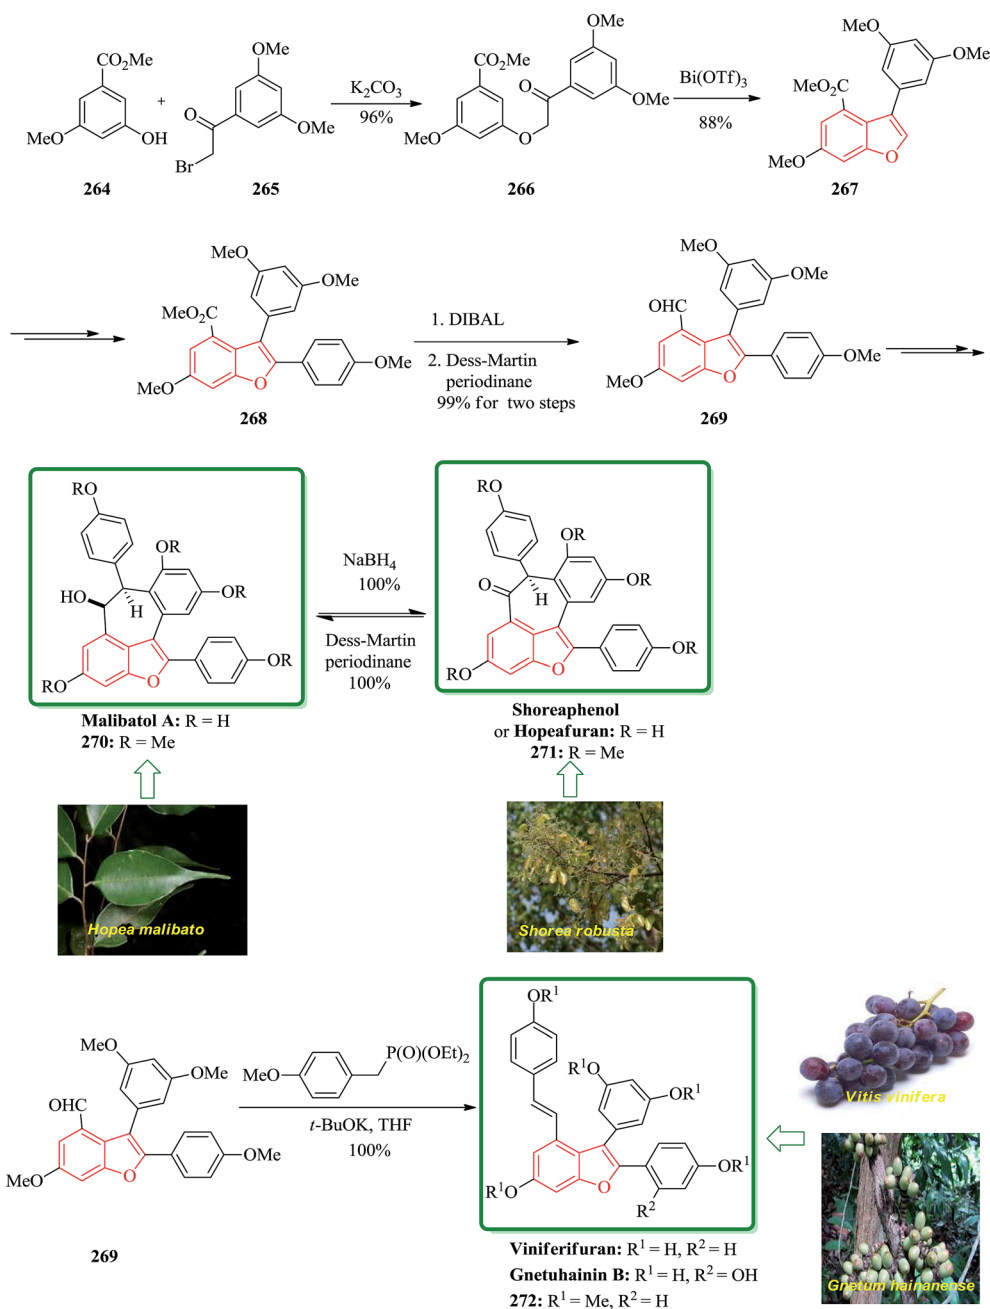 OMe
CO2Me
MeO
OH
+
O
Br
OMe
OMe
K2CO3
96%
OMe
CO2Me
O
OMe
MeO
O
Bi(OTf)3
88%
MeO
OMe
MeO2C
MeO
O
264
265
266
267
MeO
OMe
MeO2C
OMe
MeO
O
1. DIBAL
2. Dess-Martin
periodinane
99% for two steps
MeO
OMe
OHC
OMe
MeO
O
268
269
RO
OR
HO
H
OR
OR
RO
O
NaBH4
100%
Dess-Martin
periodinane
100%
RO
OR
O
H
OR
OR
RO
O
Malibatol A: R = H
270: R = Me
Shoreaphenol
or Hopeafuran: R = H
271: R = Me
Hopea malibato
Shorea robusta
MeO
OMe
OHC
OMe
MeO
O
MeO
P(O)(OEt)2
t-BuOK, THF
100%
OR1
R1O
OR1
OR1
R1O
O
R2
Vitis vinifera
Gnetum hainanense
269
Viniferifuran: R1 = H, R2 = H
Gnetuhainin B: R1 = H, R2 = OH
272: R1 = Me, R2 = H